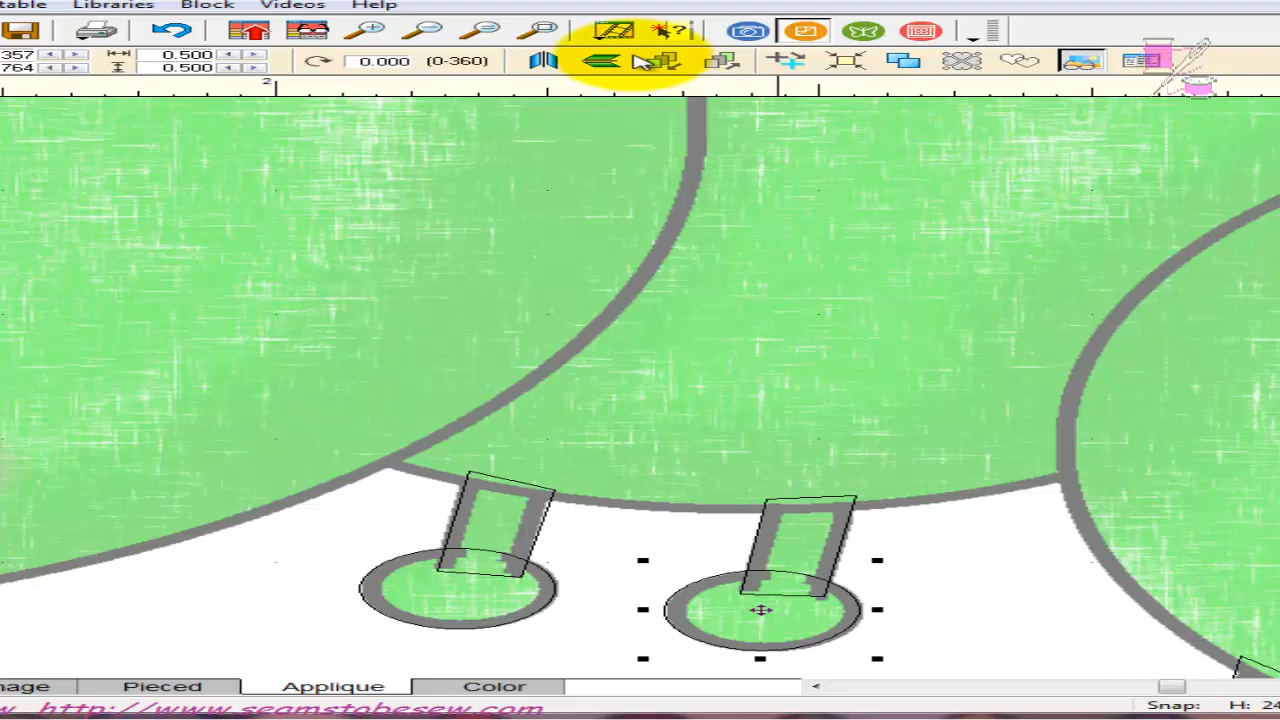 table Libraries Block Videos Help
357 0.500 0.000 (0-360)
764 0.500
2
mage Pieced Applique Color
w http://www.seamstobesew.com Snap: H: 24